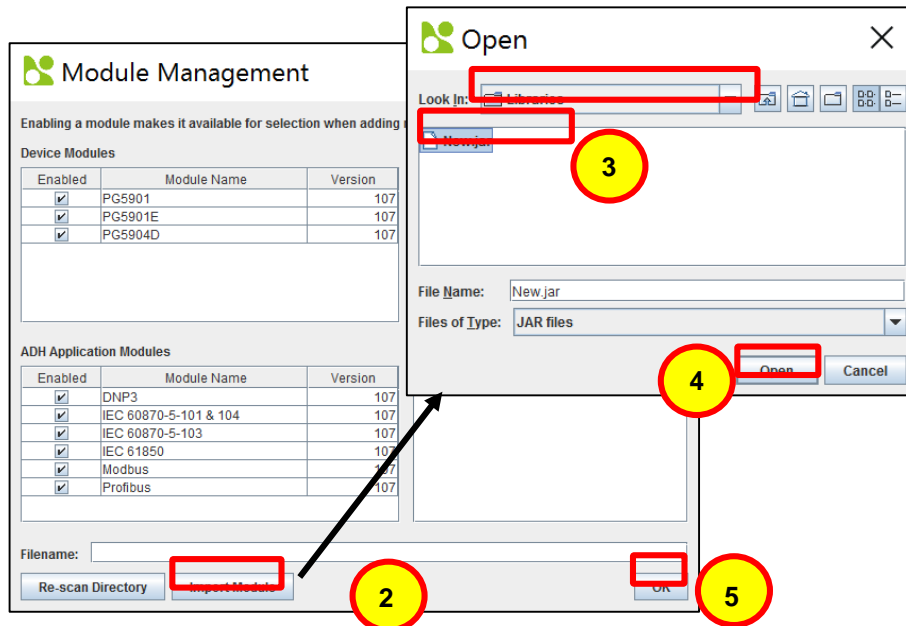 Module Management
Enabling a module makes it available for selection when adding
Device Modules
Enabled Module Name Version
PG5901 107
PG5901E 107
PG5904D 107
ADH Application Modules
Enabled Module Name Version
DNP3 107
IEC 60870-5-101 & 104 107
IEC 60870-5-103 107
IEC 61850 107
Modbus 107
Profibus 107
Filename:
Re-scan Directory Import Module OK
2
5
Open
Look In: Libraries
New.jar
3
File Name: New.jar
Files of Type: JAR files
4
Open Cancel